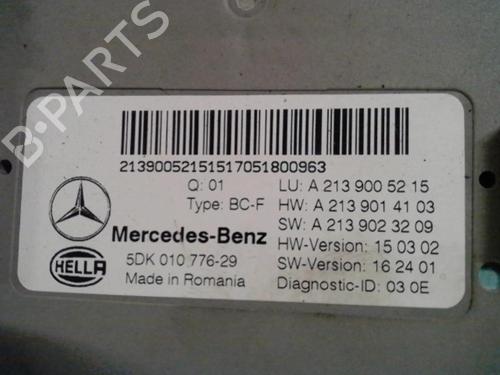 B-PARTS
21390052151517051800963
Q: 01
Type: BC-F
Mercedes-Benz
HELLA
5DK 010 776-29
Made in Romania
LU: A 213 900 52 15
HW: A 213 901 41 03
SW: A 213 902 32 09
HW-Version: 15 03 02
SW-Version: 16 24 01
Diagnostic-ID: 03 0E